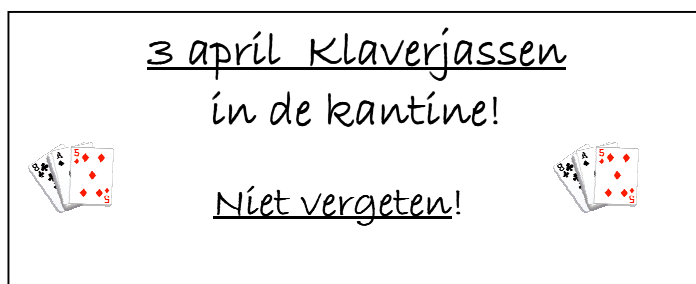 3 april Klaverjassen
in de kantine!
Niet vergeten!